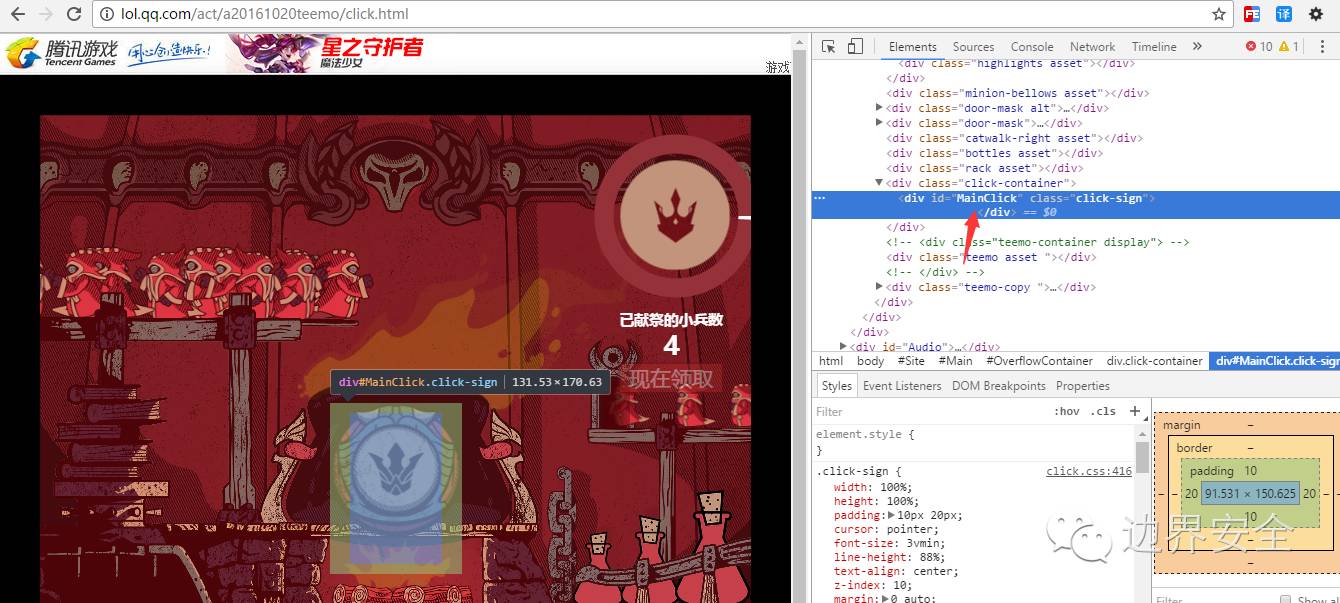 lol.qq.com/act/a20161020teemo/click.html
腾讯游戏
Tencent Games
开心创造快乐!
星之守护者
魔法少女
游戏
已献祭的小兵数
4
现在领取
div#MainClick.click-sign | 131.53×170.63
Elements Sources Console Network Timeline » 10 1
<div class="highlights asset"></div>
</div>
<div class="minion-bellows asset"></div>
<div class="door-mask alt">…</div>
<div class="door-mask">…</div>
<div class="catwalk-right asset"></div>
<div class="bottles asset"></div>
<div class="rack asset"></div>
<div class="click-container">
… <div id="MainClick" class="click-sign">
</div> == $0
</div>
<!-- <div class="teemo-container display"> -->
<div class="teemo asset "></div>
<!-- </div> -->
<div class="teemo-copy ">…</div>
</div>
</div>
</div>
<div id="Audio">…</div>
html body #Site #Main #OverflowContainer div.click-container div#MainClick.click-sign
Styles Event Listeners DOM Breakpoints Properties
Filter :hov .cls +
element.style {
}
.click-sign { click.css:416
width: 100%;
height: 100%;
padding: 10px 20px;
cursor: pointer;
font-size: 3vmin;
line-height: 88%;
text-align: center;
z-index: 10;
margin: 0 auto;
margin –
border –
padding 10
– – 20 91.531 × 150.625 20 – –
10
–
–
Filter Show al
边界安全